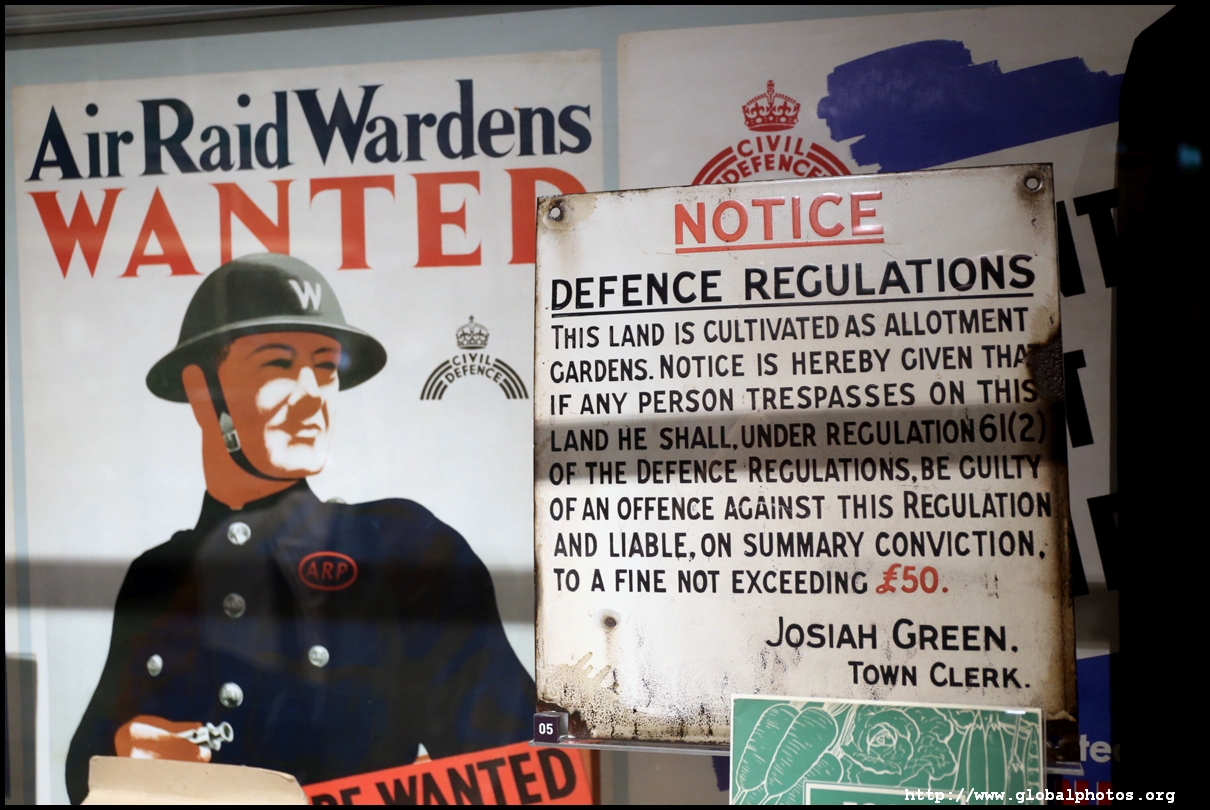 Air Raid Wardens
WANTED
W
CIVIL
DEFENCE
ARP
BE WANTED
CIVIL
DEFENCE
NOTICE
DEFENCE REGULATIONS
THIS LAND IS CULTIVATED AS ALLOTMENT
GARDENS. NOTICE IS HEREBY GIVEN THAT
IF ANY PERSON TRESPASSES ON THIS
LAND HE SHALL, UNDER REGULATION 61(2)
OF THE DEFENCE REGULATIONS, BE GUILTY
OF AN OFFENCE AGAINST THIS REGULATION
AND LIABLE, ON SUMMARY CONVICTION,
TO A FINE NOT EXCEEDING £50.
JOSIAH GREEN.
TOWN CLERK.
05
http://www.globalphotos.org